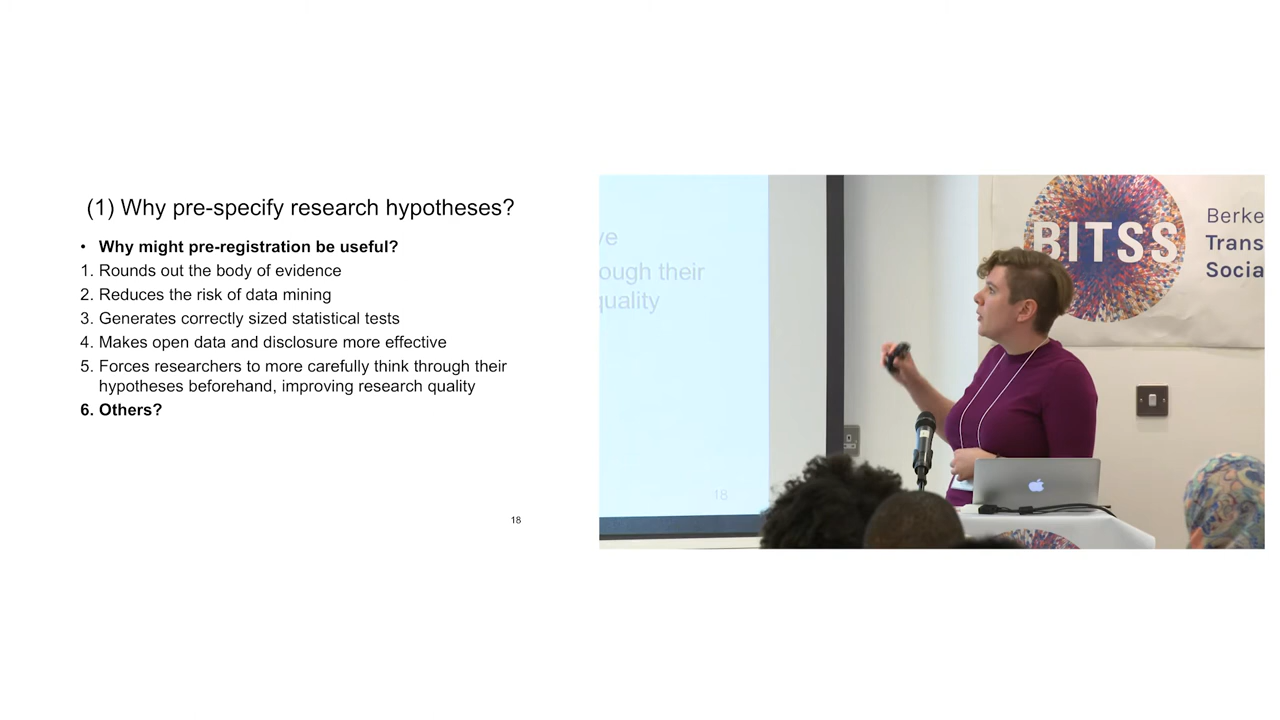 (1) Why pre-specify research hypotheses?
• Why might pre-registration be useful?
1. Rounds out the body of evidence
2. Reduces the risk of data mining
3. Generates correctly sized statistical tests
4. Makes open data and disclosure more effective
5. Forces researchers to more carefully think through their
hypotheses beforehand, improving research quality
6. Others?
18
ve
ough their
quality
18
BITSS
Berke
Trans
Socia